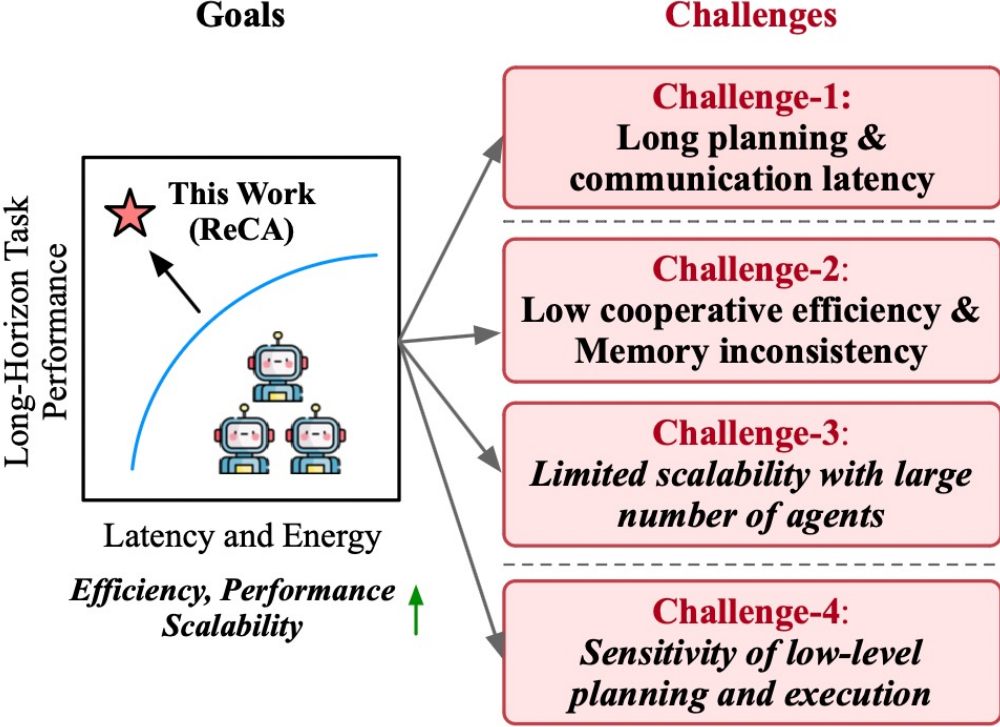 Goals
Long-Horizon Task
Performance
This Work
(ReCA)
Latency and Energy
Efficiency, Performance
Scalability
Challenges
Challenge-1:
Long planning &
communication latency
Challenge-2:
Low cooperative efficiency &
Memory inconsistency
Challenge-3:
Limited scalability with large
number of agents
Challenge-4:
Sensitivity of low-level
planning and execution